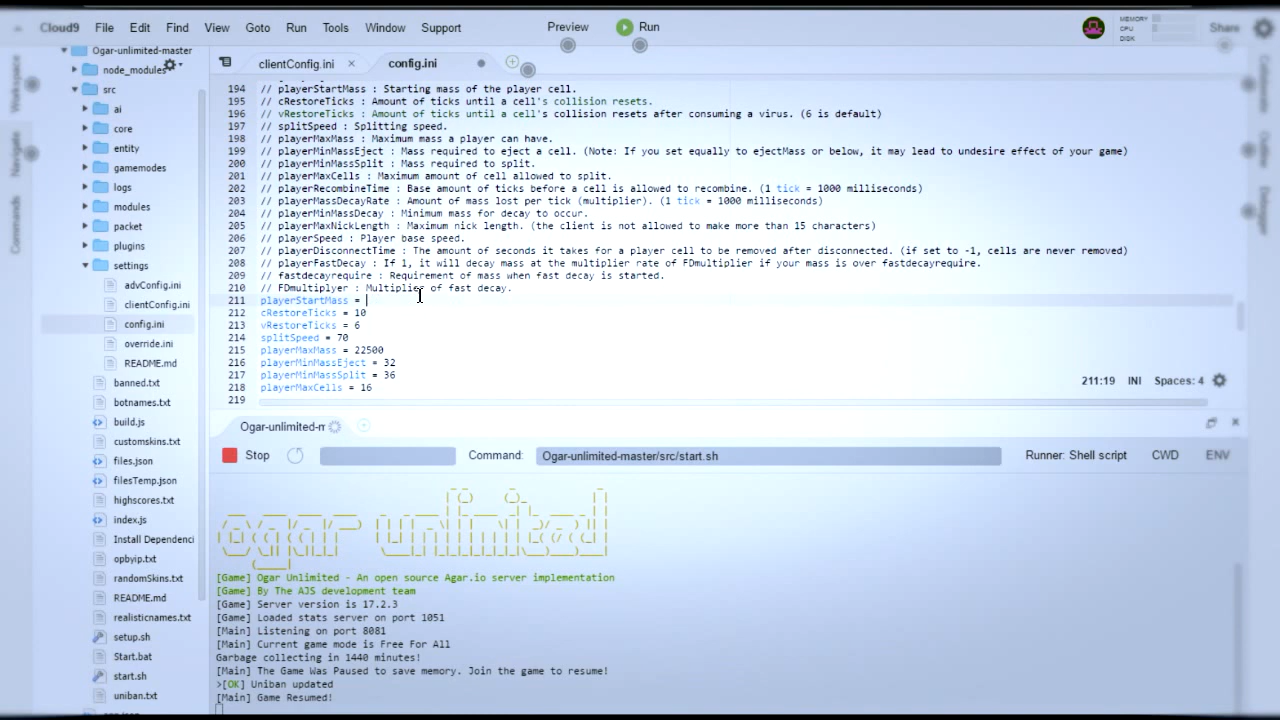 Cloud9 File Edit Find View Goto Run Tools Window Support Preview Run MEMORY CPU DISK Share
Workspace
Navigate
Commands
Collaborate
Outline
Debugger
Ogar-unlimited-master
node_modules
src
ai
core
entity
gamemodes
logs
modules
packet
plugins
settings
advConfig.ini
clientConfig.ini
config.ini
override.ini
README.md
banned.txt
botnames.txt
build.js
customskins.txt
files.json
filesTemp.json
highscores.txt
index.js
Install Dependenci
opbyip.txt
randomSkins.txt
README.md
realisticnames.txt
setup.sh
Start.bat
start.sh
uniban.txt
clientConfig.ini × config.ini
194 // playerStartMass : Starting mass of the player cell.
195 // cRestoreTicks : Amount of ticks until a cell's collision resets.
196 // vRestoreTicks : Amount of ticks until a cell's collision resets after consuming a virus. (6 is default)
197 // splitSpeed : Splitting speed.
198 // playerMaxMass : Maximum mass a player can have.
199 // playerMinMassEject : Mass required to eject a cell. (Note: If you set equally to ejectMass or below, it may lead to undesire effect of your game)
200 // playerMinMassSplit : Mass required to split.
201 // playerMaxCells : Maximum amount of cell allowed to split.
202 // playerRecombineTime : Base amount of ticks before a cell is allowed to recombine. (1 tick = 1000 milliseconds)
203 // playerMassDecayRate : Amount of mass lost per tick (multiplier). (1 tick = 1000 milliseconds)
204 // playerMinMassDecay : Minimum mass for decay to occur.
205 // playerMaxNickLength : Maximum nick length. (the client is not allowed to make more than 15 characters)
206 // playerSpeed : Player base speed.
207 // playerDisconnectTime : The amount of seconds it takes for a player cell to be removed after disconnected. (if set to -1, cells are never removed)
208 // playerFastDecay : If 1, it will decay mass at the multiplier rate of FDmultiplier if your mass is over fastdecayrequire.
209 // fastdecayrequire : Requirement of mass when fast decay is started.
210 // FDmultiplyer : Multiplier of fast decay.
211 playerStartMass =
212 cRestoreTicks = 10
213 vRestoreTicks = 6
214 splitSpeed = 70
215 playerMaxMass = 22500
216 playerMinMassEject = 32
217 playerMinMassSplit = 36
218 playerMaxCells = 16
219
211:19 INI Spaces: 4
Ogar-unlimited-m
Stop Command: Ogar-unlimited-master/src/start.sh Runner: Shell script CWD ENV
ogar unlimited
[Game] Ogar Unlimited - An open source Agar.io server implementation
[Game] By The AJS development team
[Game] Server version is 17.2.3
[Game] Loaded stats server on port 1051
[Main] Listening on port 8081
[Main] Current game mode is Free For All
Garbage collecting in 1440 minutes!
[Main] The Game Was Paused to save memory. Join the game to resume!
>[OK] Uniban updated
[Main] Game Resumed!